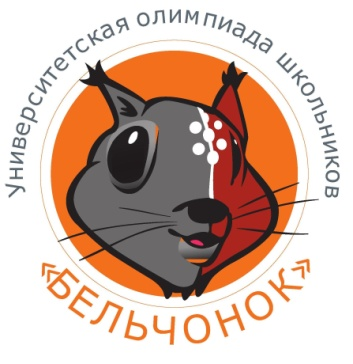 Университетская олимпиада школьников
«БЕЛЬЧОНОК»